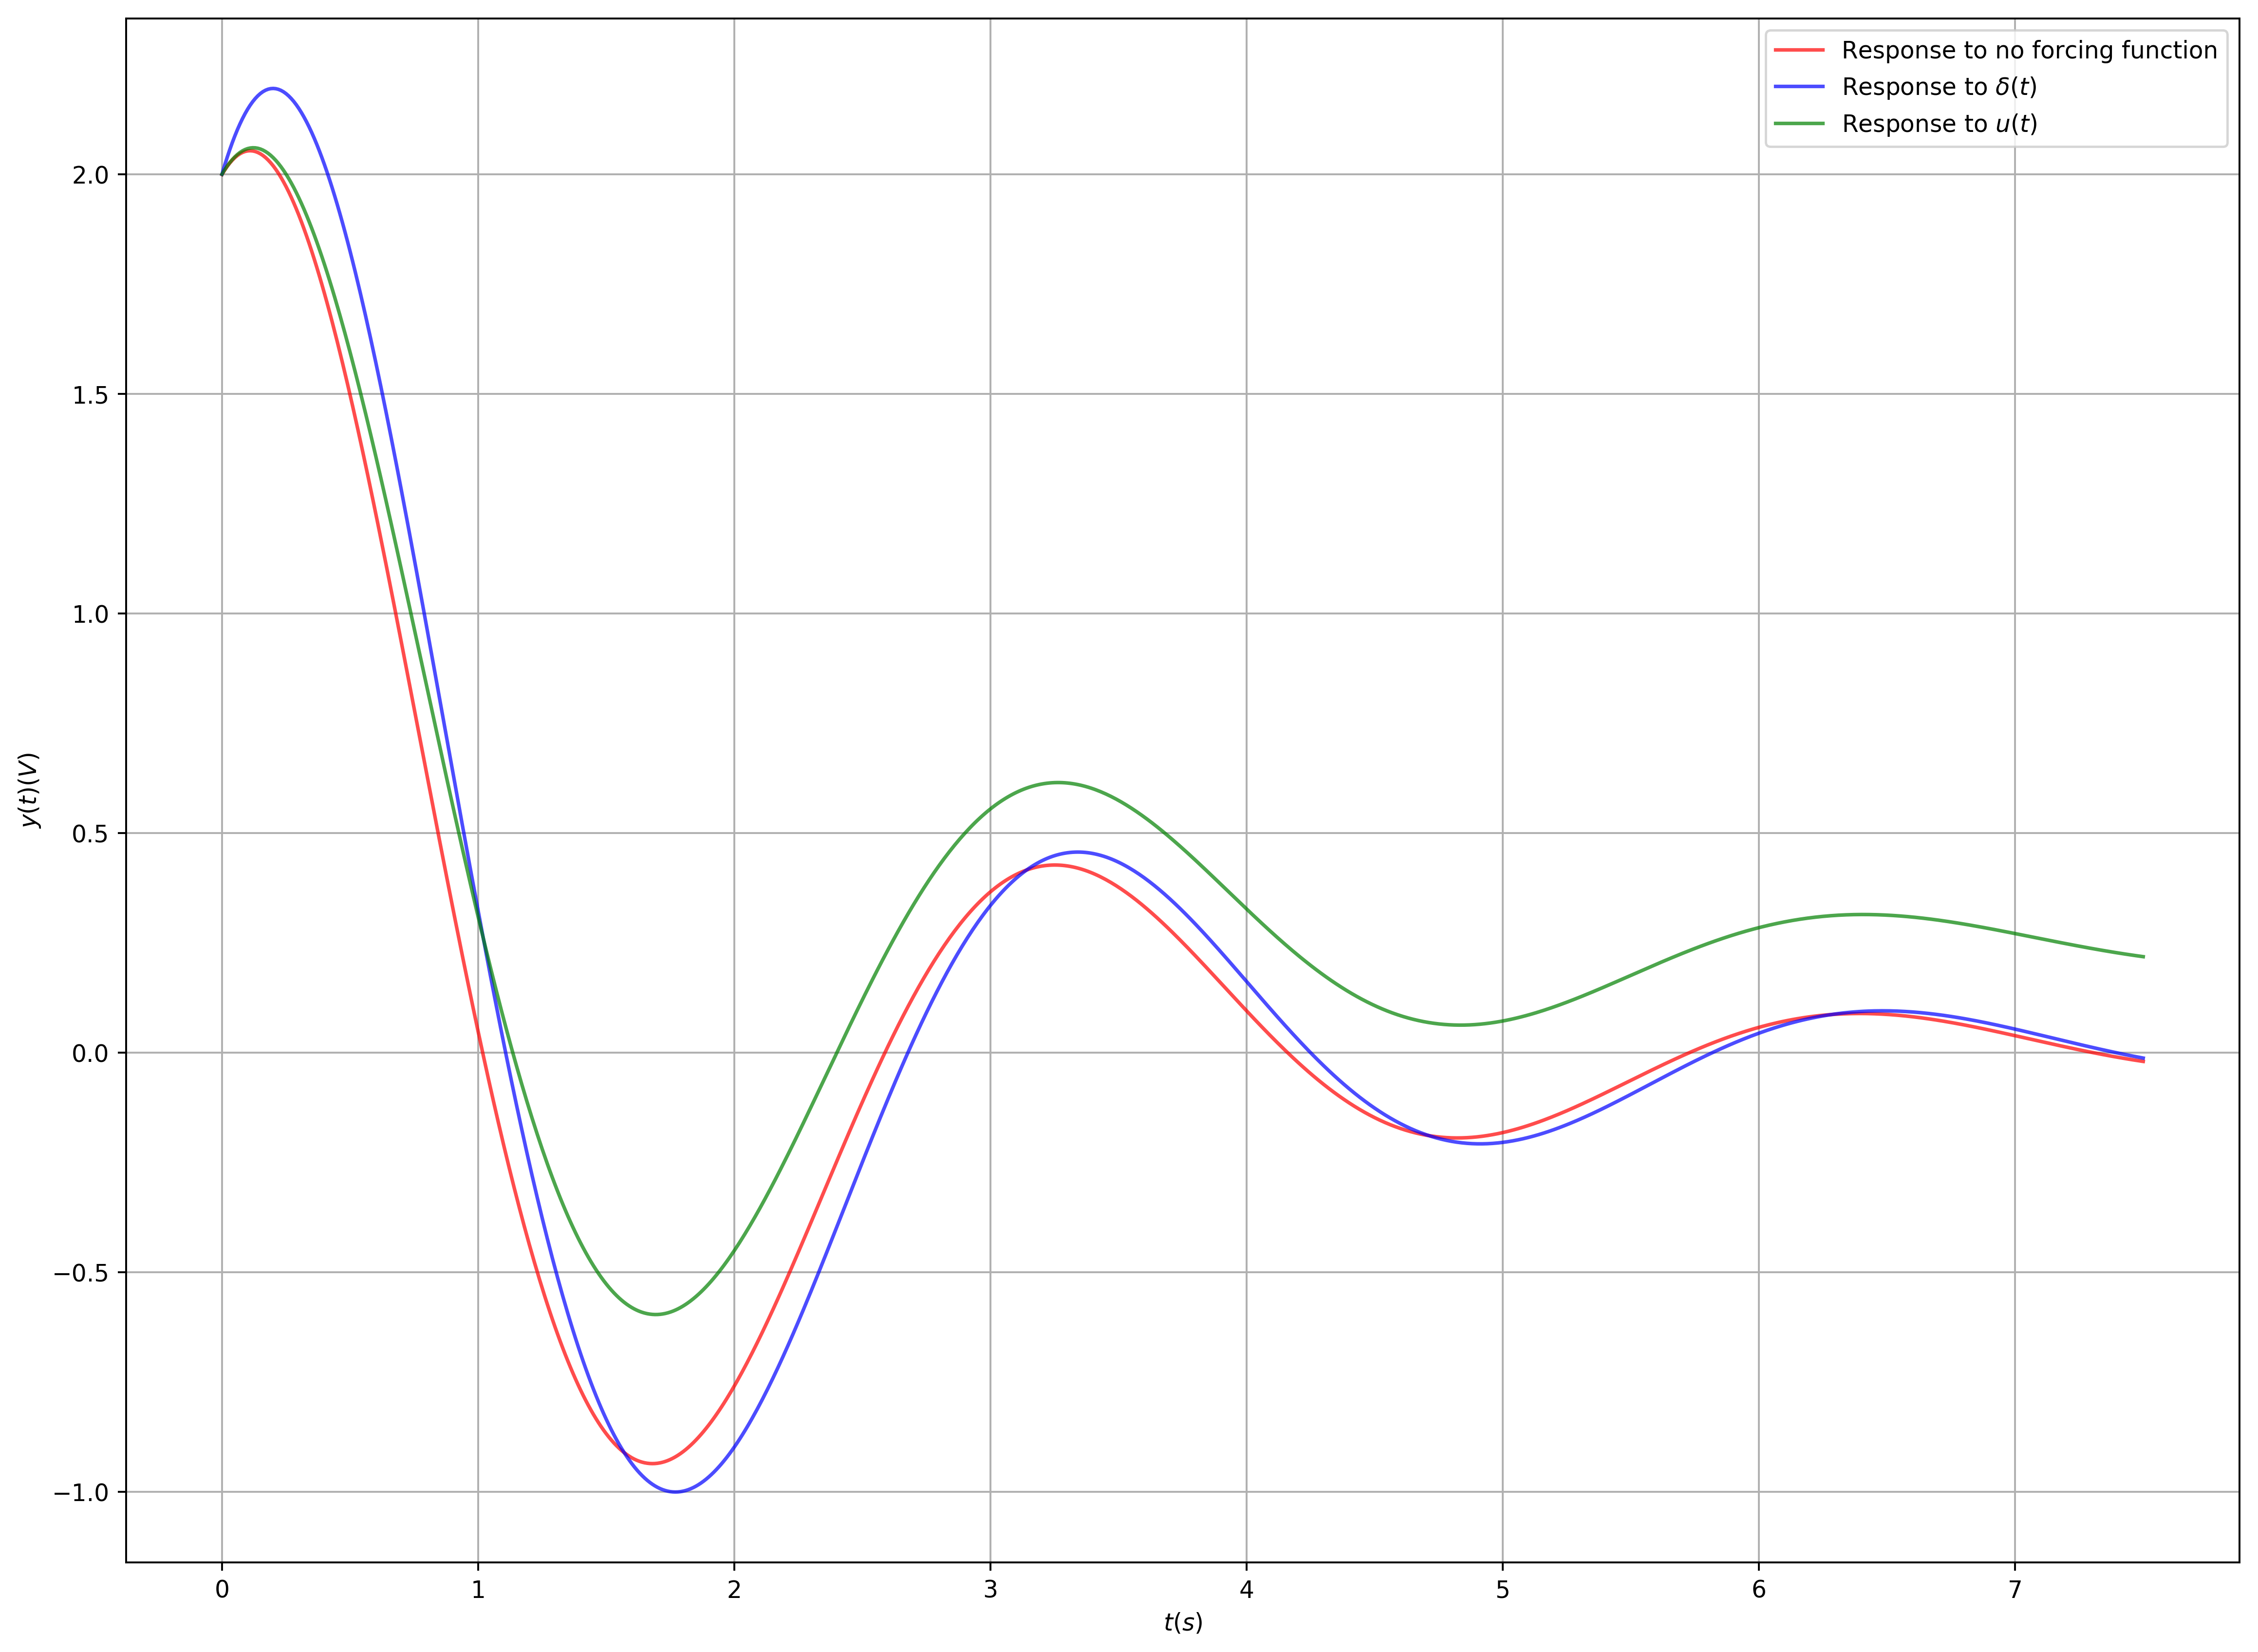 Response to no forcing function
Response to δ(t)
Response to u(t)
2.0
1.5
1.0
0.5
0.0
−0.5
−1.0
y(t)(V)
0 1 2 3 4 5 6 7
t(s)